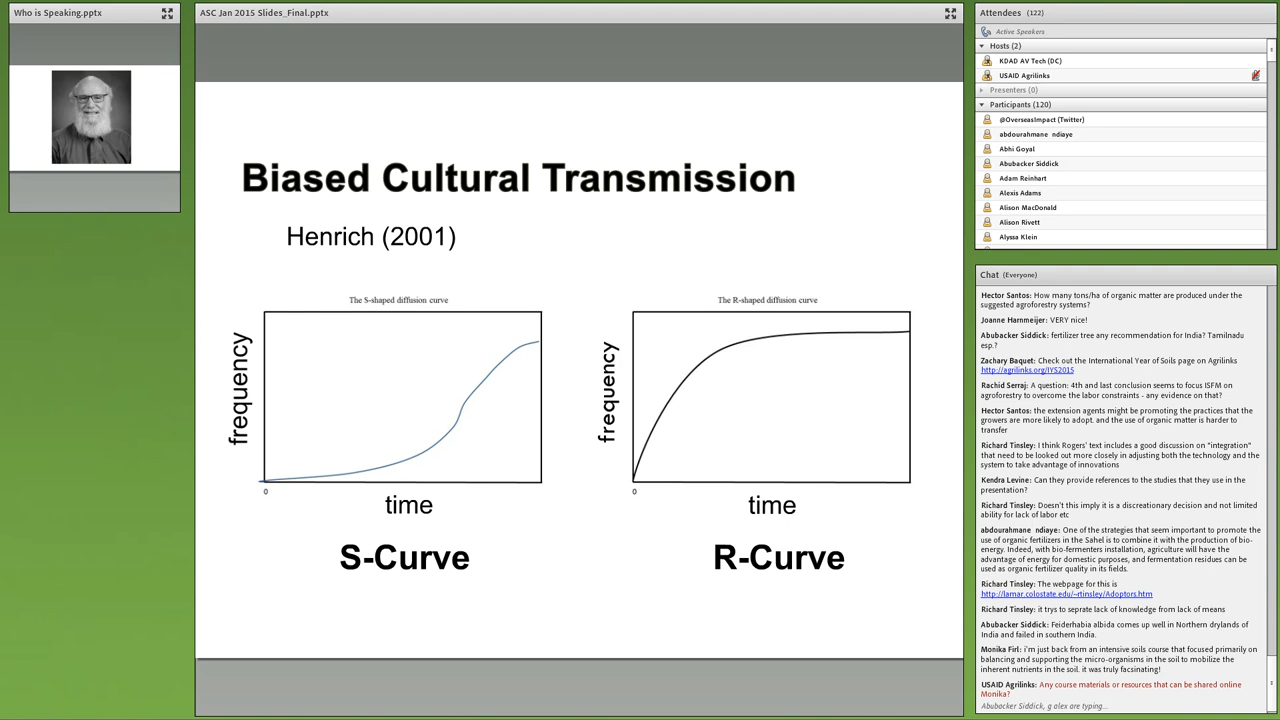 Who is Speaking.pptx
ASC Jan 2015 Slides_Final.pptx
Biased Cultural Transmission
Henrich (2001)
The S-shaped diffusion curve
frequency
0
time
S-Curve
The R-shaped diffusion curve
frequency
0
time
R-Curve
Attendees (122)
Active Speakers
Hosts (2)
KDAD AV Tech (DC)
USAID Agrilinks
Presenters (0)
Participants (120)
@OverseasImpact (Twitter)
abdourahmane ndiaye
Abhi Goyal
Abubacker Siddick
Adam Reinhart
Alexis Adams
Alison MacDonald
Alison Rivett
Alyssa Klein
Chat (Everyone)
Hector Santos: How many tons/ha of organic matter are produced under the
suggested agroforestry systems?
Joanne Harnmeijer: VERY nice!
Abubacker Siddick: fertilizer tree any recommendation for India? Tamilnadu
esp.?
Zachary Baquet: Check out the International Year of Soils page on Agrilinks
http://agrilinks.org/IYS2015
Rachid Serraj: A question: 4th and last conclusion seems to focus ISFM on
agroforestry to overcome the labor constraints - any evidence on that?
Hector Santos: the extension agents might be promoting the practices that the
growers are more likely to adopt. and the use of organic matter is harder to
transfer
Richard Tinsley: I think Rogers' text includes a good discussion on "integration"
that need to be looked out more closely in adjusting both the technology and the
system to take advantage of innovations
Kendra Levine: Can they provide references to the studies that they use in the
presentation?
Richard Tinsley: Doesn't this imply it is a discreationary decision and not limited
ability for lack of labor etc
abdourahmane ndiaye: One of the strategies that seem important to promote the
use of organic fertilizers in the Sahel is to combine it with the production of bio-
energy. Indeed, with bio-fermenters installation, agriculture will have the
advantage of energy for domestic purposes, and fermentation residues can be
used as organic fertilizer quality in its fields.
Richard Tinsley: The webpage for this is
http://lamar.colostate.edu/~rtinsley/Adoptors.htm
Richard Tinsley: it trys to seprate lack of knowledge from lack of means
Abubacker Siddick: Feiderhabia albida comes up well in Northern drylands of
India and failed in southern India.
Monika Firl: i'm just back from an intensive soils course that focused primarily on
balancing and supporting the micro-organisms in the soil to mobilize the
inherent nutrients in the soil. it was truly facsinating!
USAID Agrilinks: Any course materials or resources that can be shared online
Monika?
Abubacker Siddick, g alex are typing...